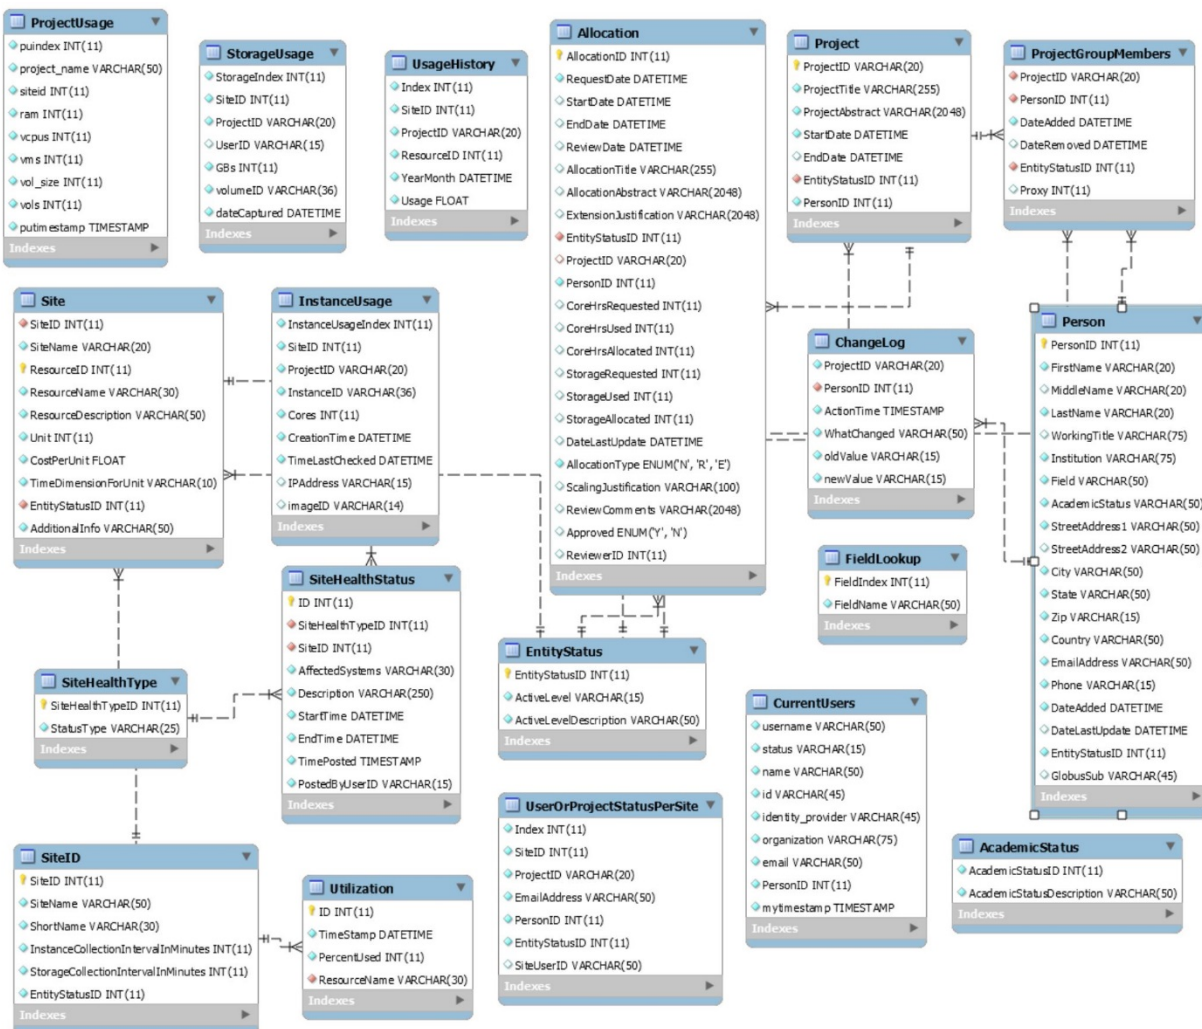 ProjectUsage
puindex INT(11)
project_name VARCHAR(50)
siteid INT(11)
ram INT(11)
vcpus INT(11)
vms INT(11)
vol_size INT(11)
vols INT(11)
putimestamp TIMESTAMP
Indexes
StorageUsage
StorageIndex INT(11)
SiteID INT(11)
ProjectID VARCHAR(20)
UserID VARCHAR(15)
GBs INT(11)
volumeID VARCHAR(36)
dateCaptured DATETIME
Indexes
UsageHistory
Index INT(11)
SiteID INT(11)
ProjectID VARCHAR(20)
ResourceID INT(11)
YearMonth DATETIME
Usage FLOAT
Indexes
Allocation
AllocationID INT(11)
RequestDate DATETIME
StartDate DATETIME
EndDate DATETIME
ReviewDate DATETIME
AllocationTitle VARCHAR(255)
AllocationAbstract VARCHAR(2048)
ExtensionJustification VARCHAR(2048)
EntityStatusID INT(11)
ProjectID VARCHAR(20)
PersonID INT(11)
CoreHrsRequested INT(11)
CoreHrsUsed INT(11)
CoreHrsAllocated INT(11)
StorageRequested INT(11)
StorageUsed INT(11)
StorageAllocated INT(11)
DateLastUpdate DATETIME
AllocationType ENUM('N', 'R', 'E')
ScalingJustification VARCHAR(100)
ReviewComments VARCHAR(2048)
Approved ENUM('Y', 'N')
ReviewerID INT(11)
Indexes
Project
ProjectID VARCHAR(20)
ProjectTitle VARCHAR(255)
ProjectAbstract VARCHAR(2048)
StartDate DATETIME
EndDate DATETIME
EntityStatusID INT(11)
PersonID INT(11)
Indexes
ProjectGroupMembers
ProjectID VARCHAR(20)
PersonID INT(11)
DateAdded DATETIME
DateRemoved DATETIME
EntityStatusID INT(11)
Proxy INT(11)
Indexes
Site
SiteID INT(11)
SiteName VARCHAR(20)
ResourceID INT(11)
ResourceName VARCHAR(30)
ResourceDescription VARCHAR(50)
Unit INT(11)
CostPerUnit FLOAT
TimeDimensionForUnit VARCHAR(10)
EntityStatusID INT(11)
AdditionalInfo VARCHAR(50)
Indexes
InstanceUsage
InstanceUsageIndex INT(11)
SiteID INT(11)
ProjectID VARCHAR(20)
InstanceID VARCHAR(36)
Cores INT(11)
CreationTime DATETIME
TimeLastChecked DATETIME
IPAddress VARCHAR(15)
imageID VARCHAR(14)
Indexes
ChangeLog
ProjectID VARCHAR(20)
PersonID INT(11)
ActionTime TIMESTAMP
WhatChanged VARCHAR(50)
oldValue VARCHAR(15)
newValue VARCHAR(15)
Indexes
Person
PersonID INT(11)
FirstName VARCHAR(20)
MiddleName VARCHAR(20)
LastName VARCHAR(20)
WorkingTitle VARCHAR(75)
Institution VARCHAR(75)
Field VARCHAR(50)
AcademicStatus VARCHAR(50)
StreetAddress1 VARCHAR(50)
StreetAddress2 VARCHAR(50)
City VARCHAR(50)
State VARCHAR(50)
Zip VARCHAR(15)
Country VARCHAR(50)
EmailAddress VARCHAR(50)
Phone VARCHAR(15)
DateAdded DATETIME
DateLastUpdate DATETIME
EntityStatusID INT(11)
GlobusSub VARCHAR(45)
Indexes
FieldLookup
FieldIndex INT(11)
FieldName VARCHAR(50)
Indexes
SiteHealthStatus
ID INT(11)
SiteHealthTypeID INT(11)
SiteID INT(11)
AffectedSystems VARCHAR(30)
Description VARCHAR(250)
StartTime DATETIME
EndTime DATETIME
TimePosted TIMESTAMP
PostedByUserID VARCHAR(15)
Indexes
SiteHealthType
SiteHealthTypeID INT(11)
StatusType VARCHAR(25)
Indexes
EntityStatus
EntityStatusID INT(11)
ActiveLevel VARCHAR(15)
ActiveLevelDescription VARCHAR(50)
Indexes
CurrentUsers
username VARCHAR(50)
status VARCHAR(15)
name VARCHAR(50)
id VARCHAR(45)
identity_provider VARCHAR(45)
organization VARCHAR(75)
email VARCHAR(50)
PersonID INT(11)
mytimestamp TIMESTAMP
Indexes
UserOrProjectStatusPerSite
Index INT(11)
SiteID INT(11)
ProjectID VARCHAR(20)
EmailAddress VARCHAR(50)
PersonID INT(11)
EntityStatusID INT(11)
SiteUserID VARCHAR(50)
Indexes
AcademicStatus
AcademicStatusID INT(11)
AcademicStatusDescription VARCHAR(50)
Indexes
SiteID
SiteID INT(11)
SiteName VARCHAR(50)
ShortName VARCHAR(30)
InstanceCollectionIntervalInMinutes INT(11)
StorageCollectionIntervalInMinutes INT(11)
EntityStatusID INT(11)
Indexes
Utilization
ID INT(11)
TimeStamp DATETIME
PercentUsed INT(11)
ResourceName VARCHAR(30)
Indexes